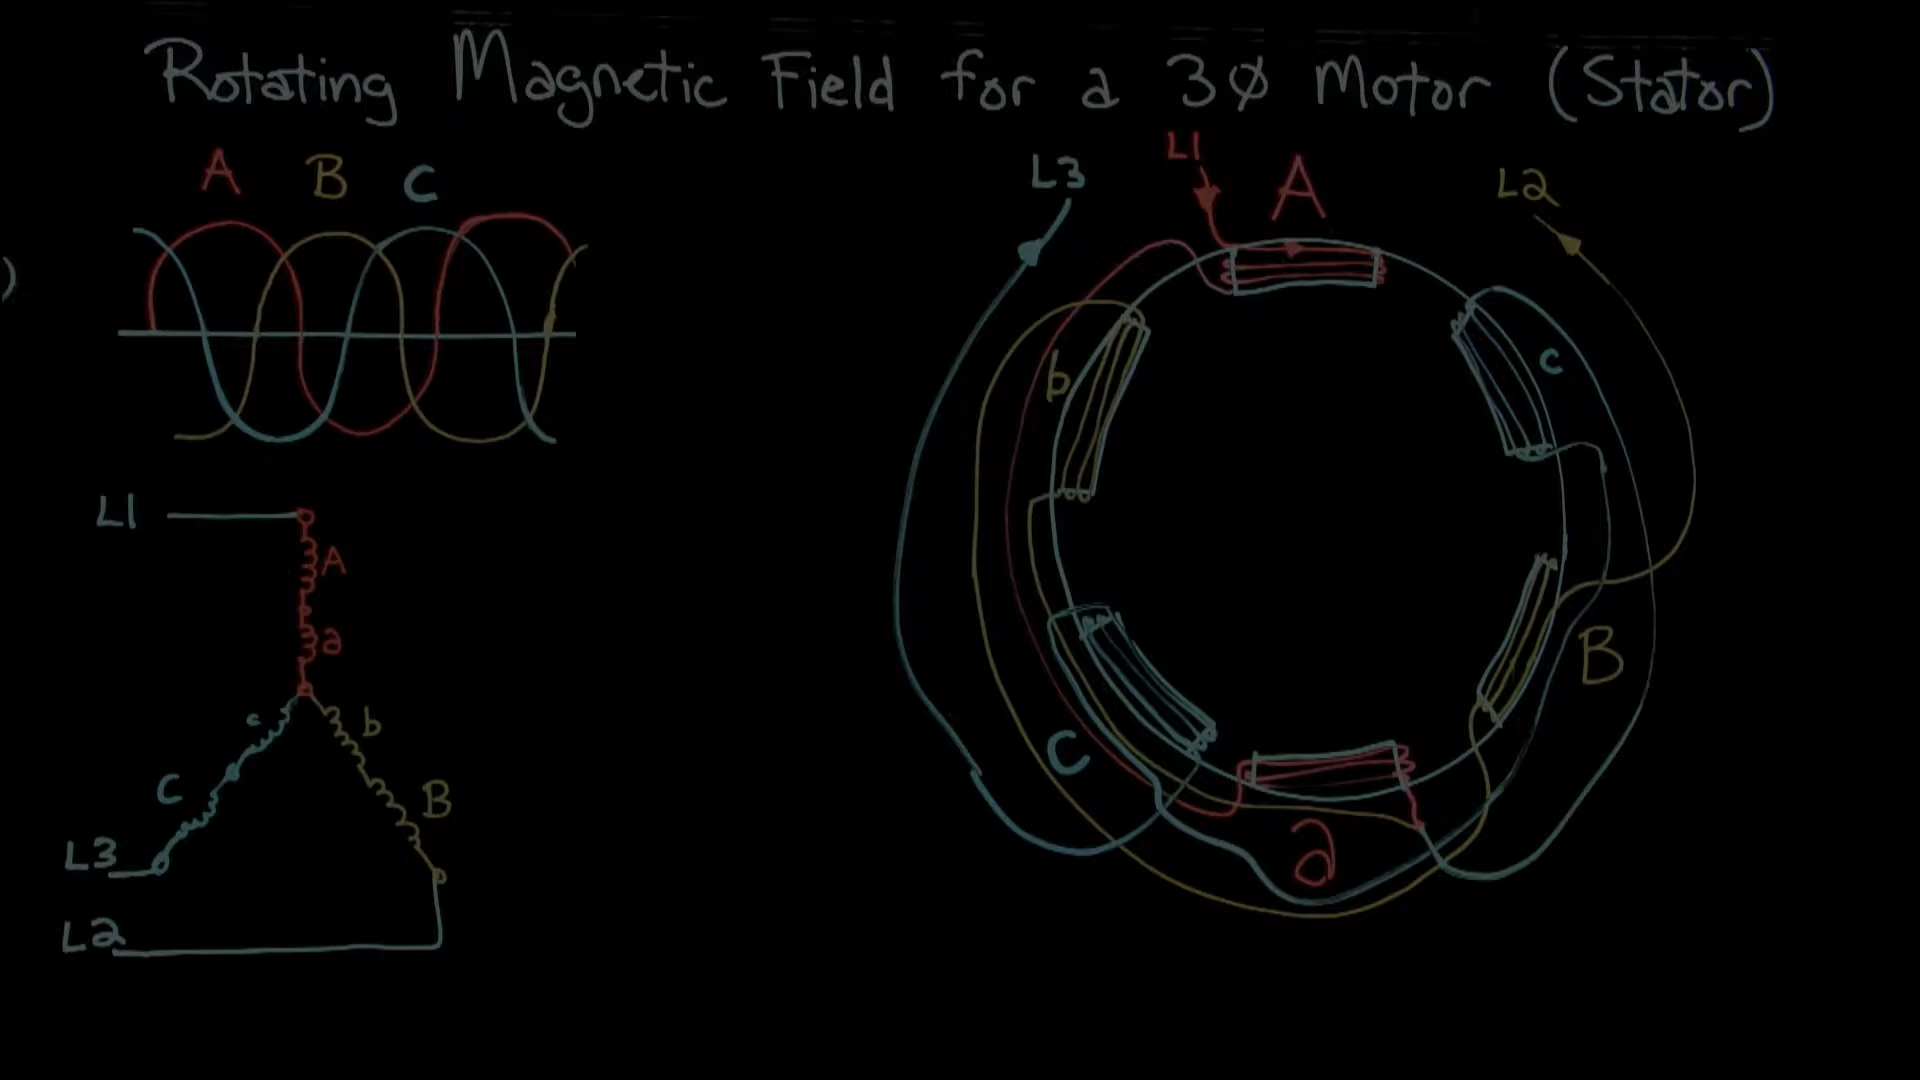 Rotating Magnetic Field for a 3Ø Motor (Stator)
A B C
L3 L1 A L2
)
b c
L1
A
a
c b
C B
L3
L2
B
C
a